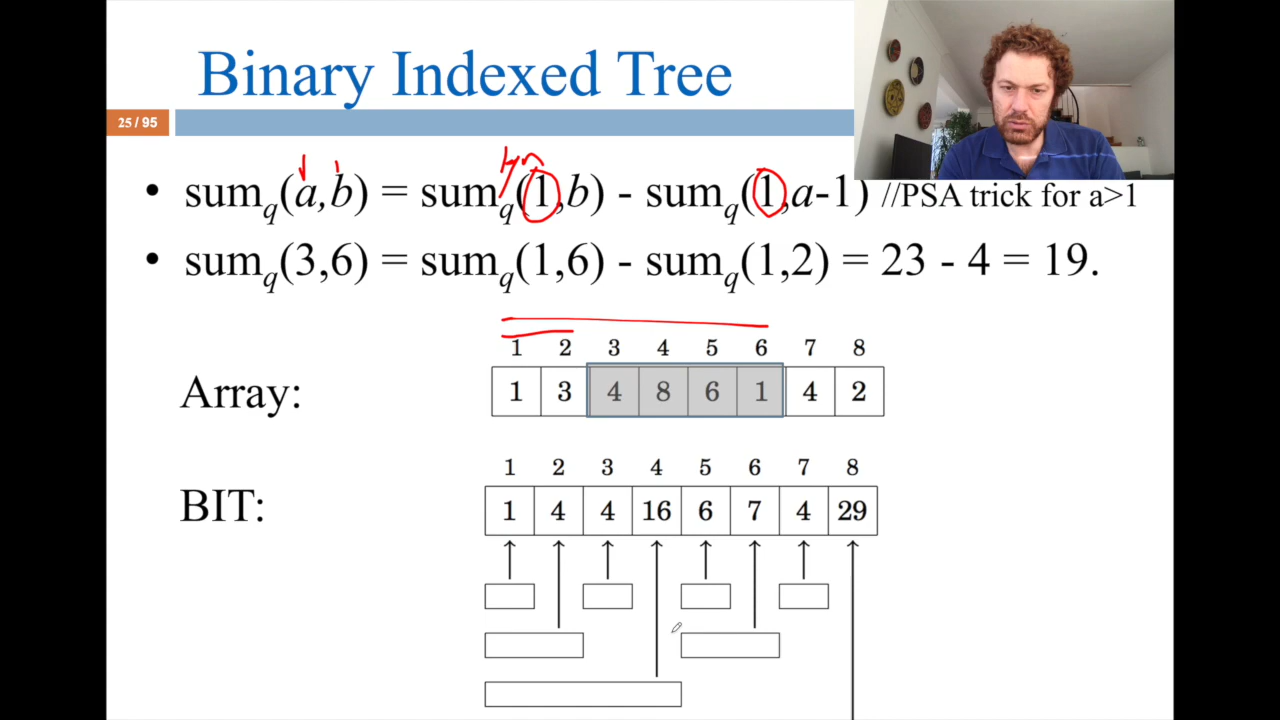 Binary Indexed Tree
25 / 95
• sumq(a,b) = sumq(1,b) - sumq(1,a-1) //PSA trick for a>1
• sumq(3,6) = sumq(1,6) - sumq(1,2) = 23 - 4 = 19.
1 2 3 4 5 6 7 8
Array: 1 3 4 8 6 1 4 2
1 2 3 4 5 6 7 8
BIT: 1 4 4 16 6 7 4 29